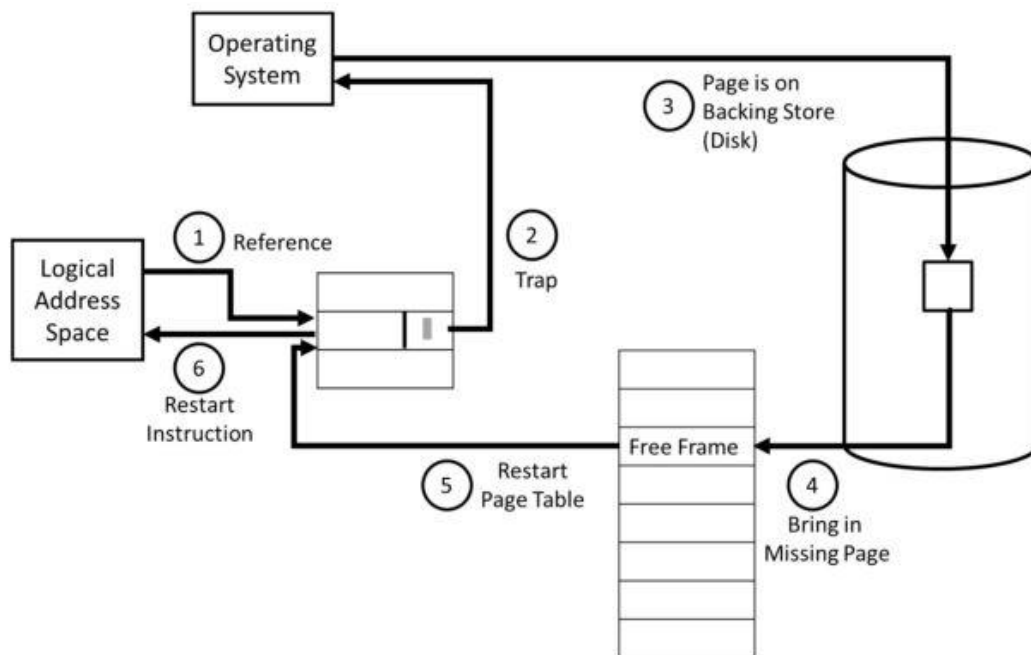 Operating
System
3
Page is on
Backing Store
(Disk)
1
Reference
2
Trap
Logical
Address
Space
6
Restart
Instruction
Free Frame
5
Restart
Page Table
4
Bring in
Missing Page